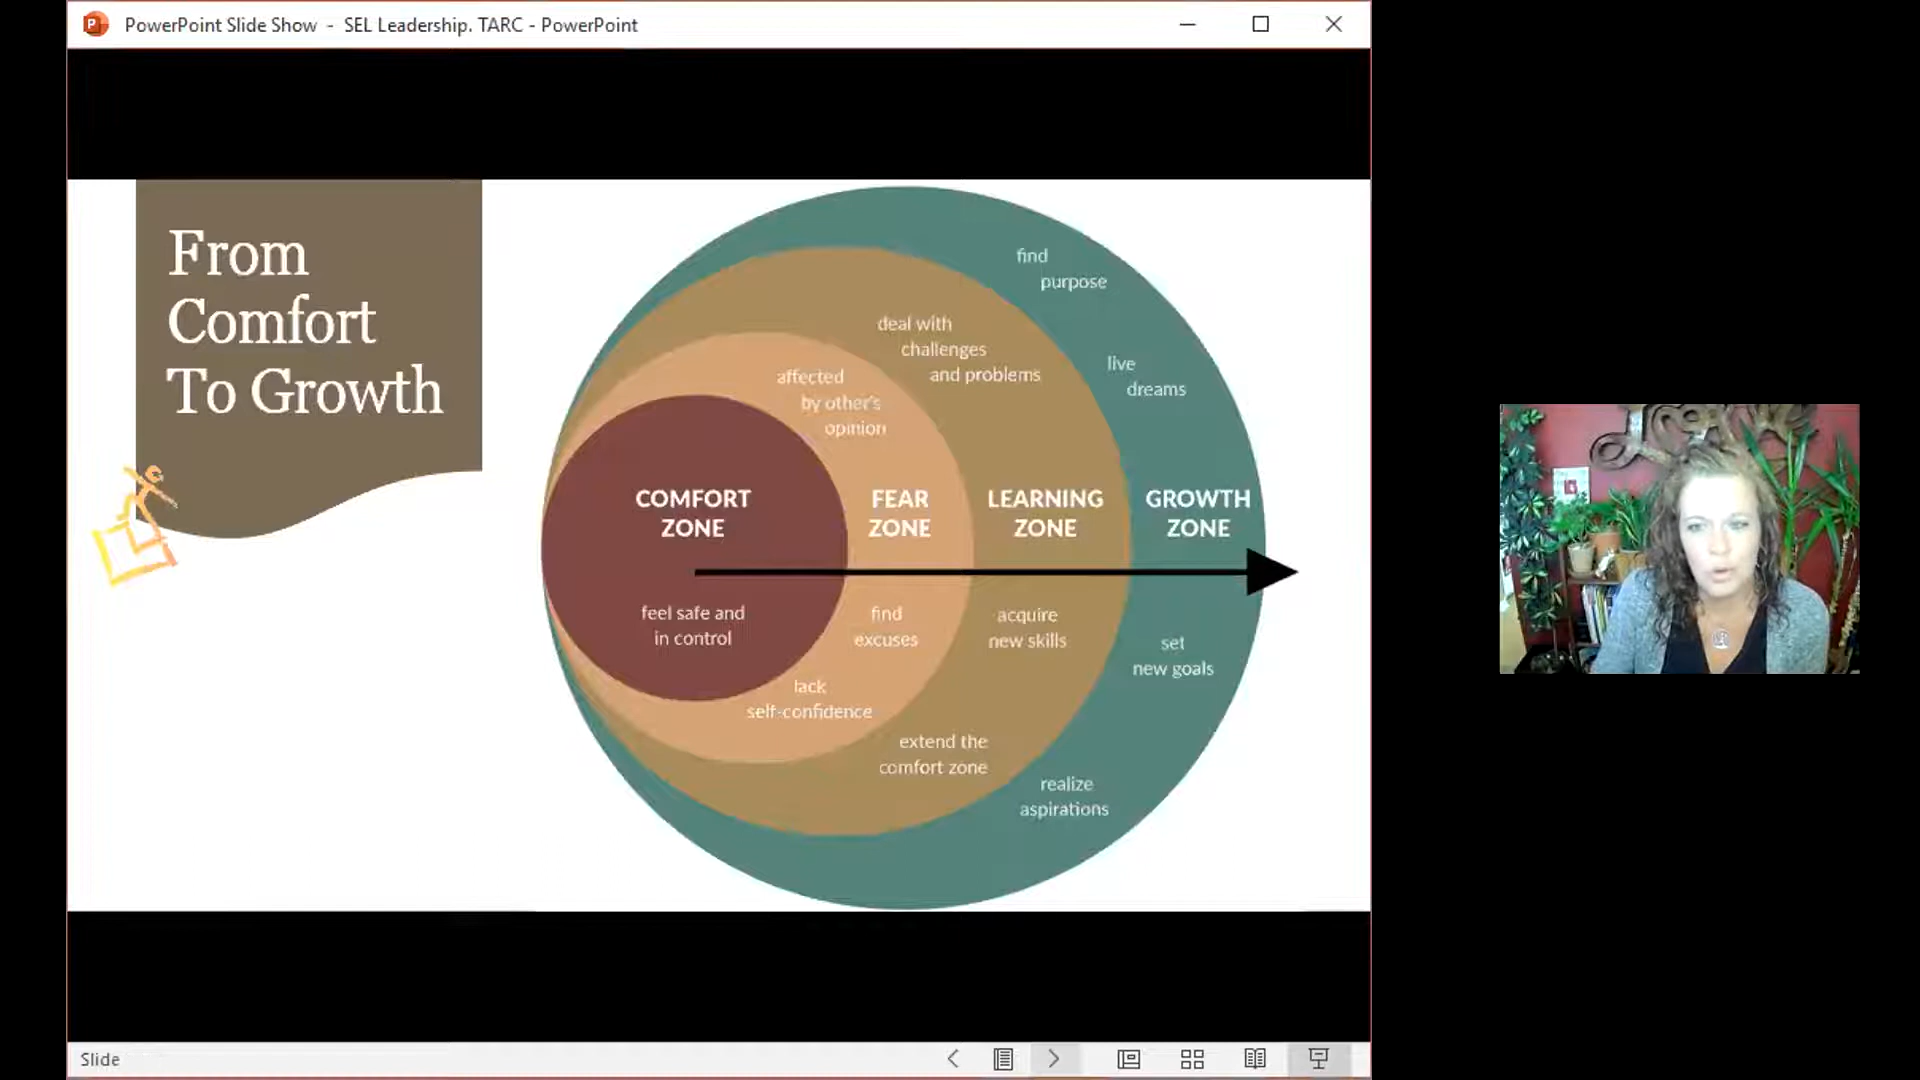 PowerPoint Slide Show - SEL Leadership. TARC - PowerPoint
From
Comfort
To Growth
find
purpose
deal with
challenges
and problems
live
dreams
affected
by other's
opinion
COMFORT
ZONE
FEAR
ZONE
LEARNING
ZONE
GROWTH
ZONE
feel safe and
in control
find
excuses
acquire
new skills
set
new goals
lack
self-confidence
extend the
comfort zone
realize
aspirations
Slide